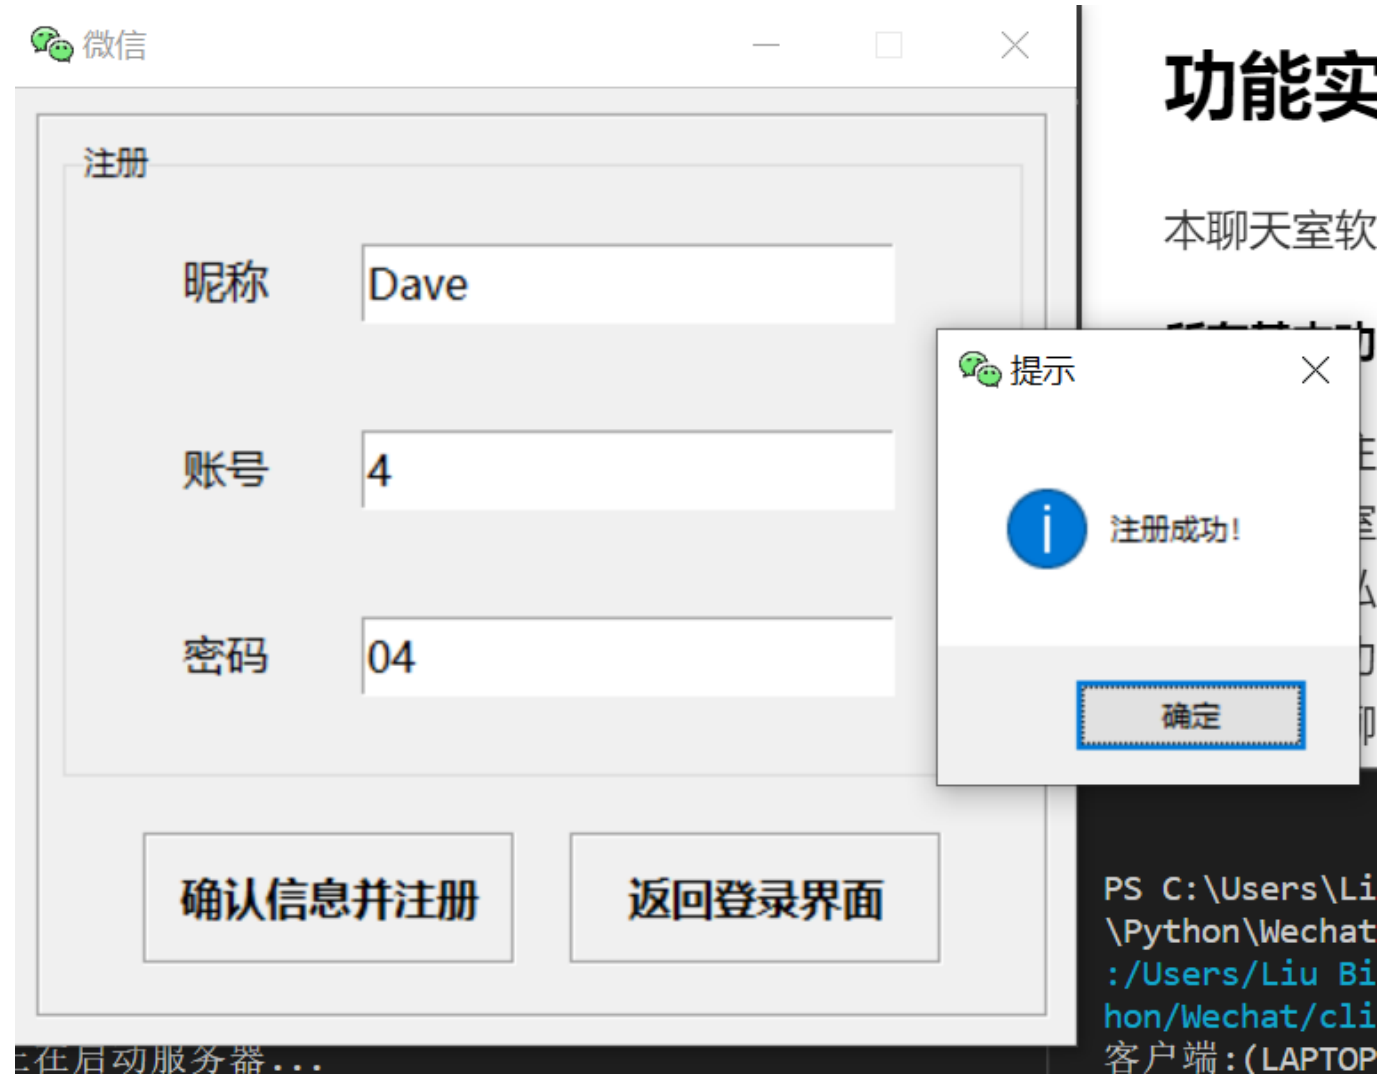 微信
注册
昵称
Dave
账号
4
密码
04
确认信息并注册
返回登录界面
提示
注册成功!
确定
功能实
本聊天室软
PS C:\Users\Li
\Python\Wechat
:/Users/Liu Bi
hon/Wechat/cli
客户端:(LAPTOP
在启动服务器...